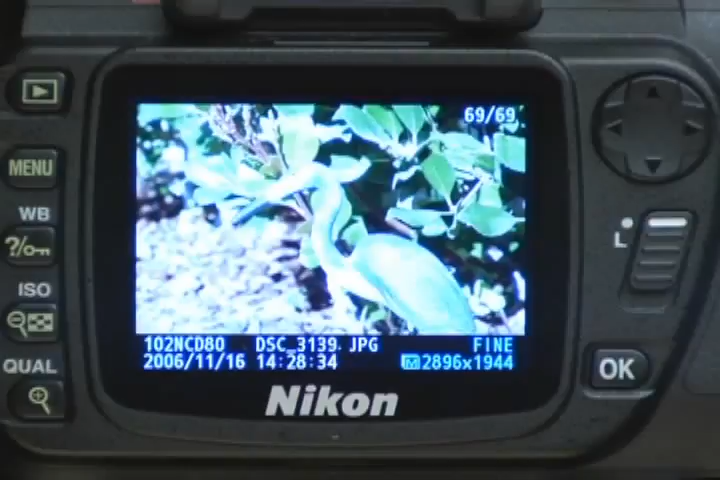 69/69
MENU
WB
?/
ISO
QUAL
L
OK
102NCD80 DSC_3139.JPG FINE
2006/11/16 14:28:34 M 2896x1944
Nikon